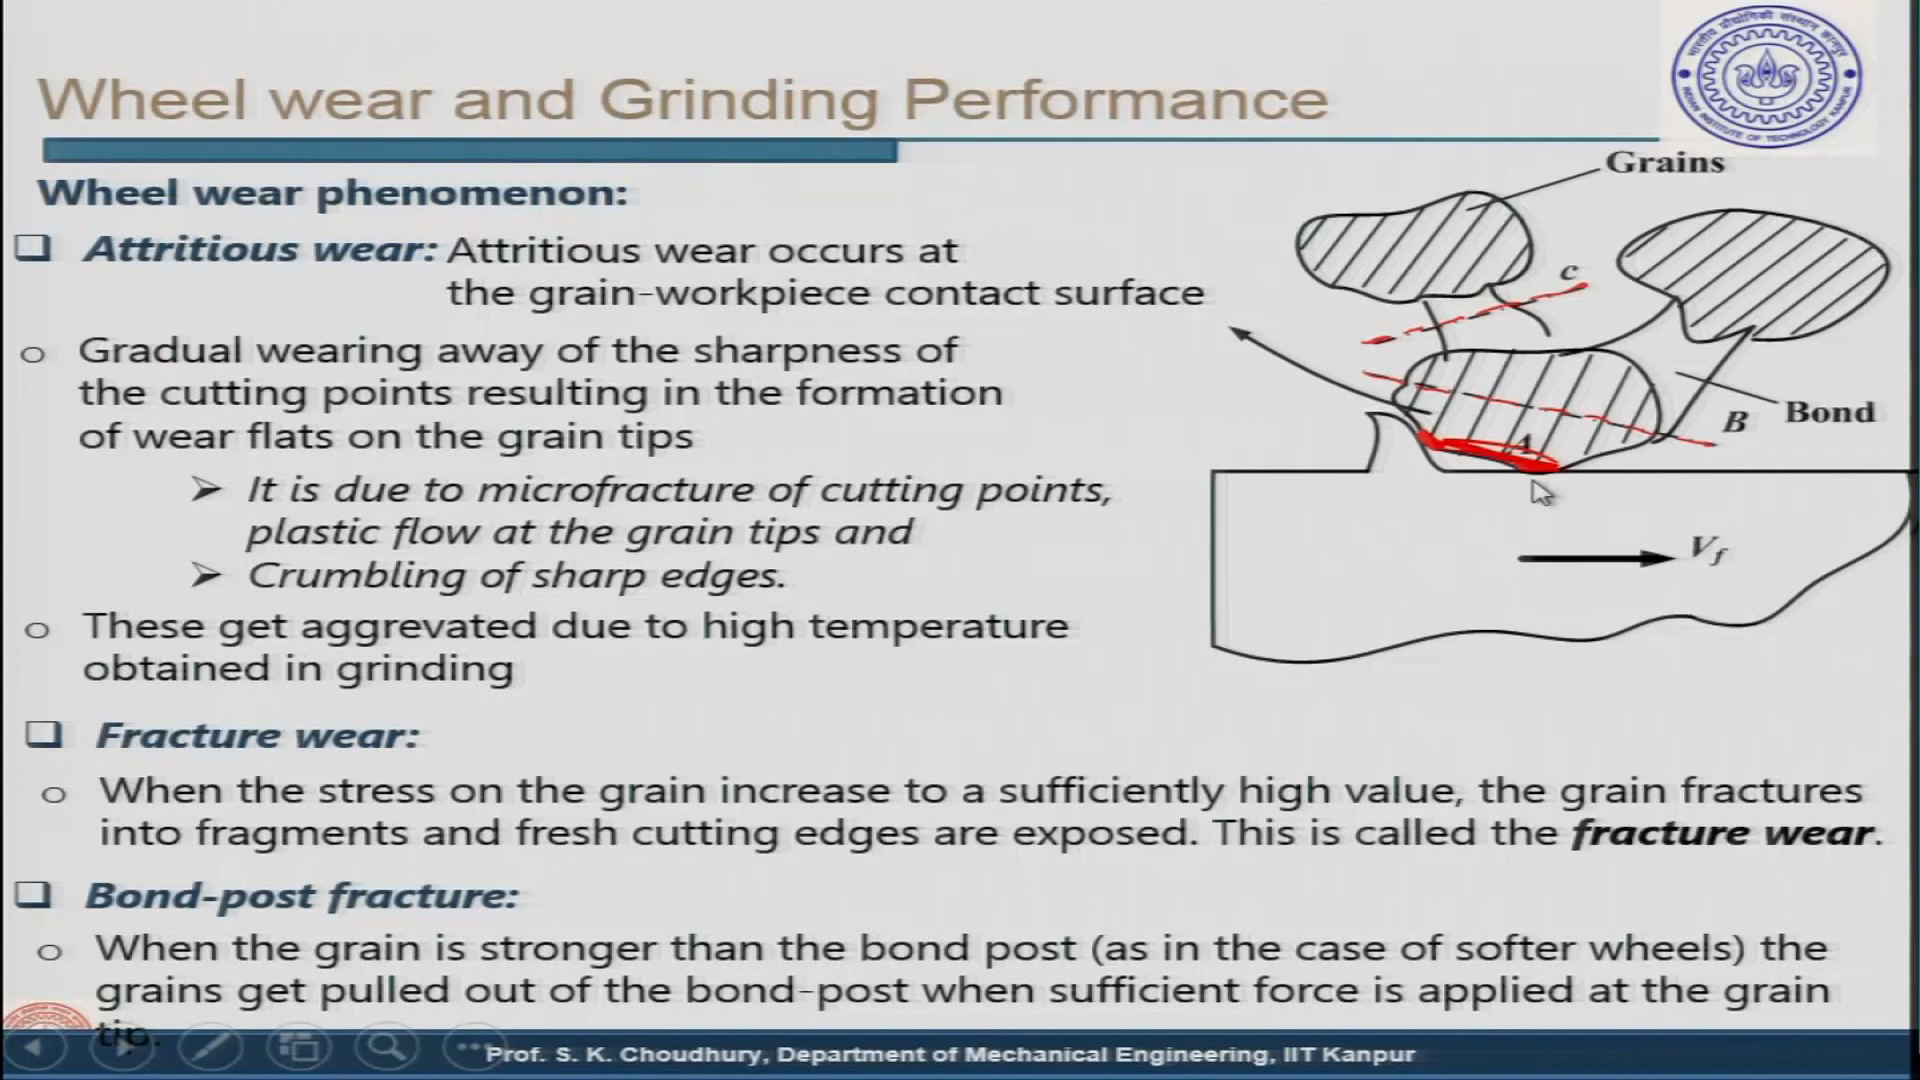 Wheel wear and Grinding Performance
Wheel wear phenomenon:
Attritious wear: Attritious wear occurs at
the grain-workpiece contact surface
Gradual wearing away of the sharpness of
the cutting points resulting in the formation
of wear flats on the grain tips
It is due to microfracture of cutting points,
plastic flow at the grain tips and
Crumbling of sharp edges.
These get aggrevated due to high temperature
obtained in grinding
Fracture wear:
When the stress on the grain increase to a sufficiently high value, the grain fractures
into fragments and fresh cutting edges are exposed. This is called the fracture wear.
Bond-post fracture:
When the grain is stronger than the bond post (as in the case of softer wheels) the
grains get pulled out of the bond-post when sufficient force is applied at the grain
tip.
Grains
c
B
Bond
A
Vf
Prof. S. K. Choudhury, Department of Mechanical Engineering, IIT Kanpur
INDIAN INSTITUTE OF TECHNOLOGY KANPUR